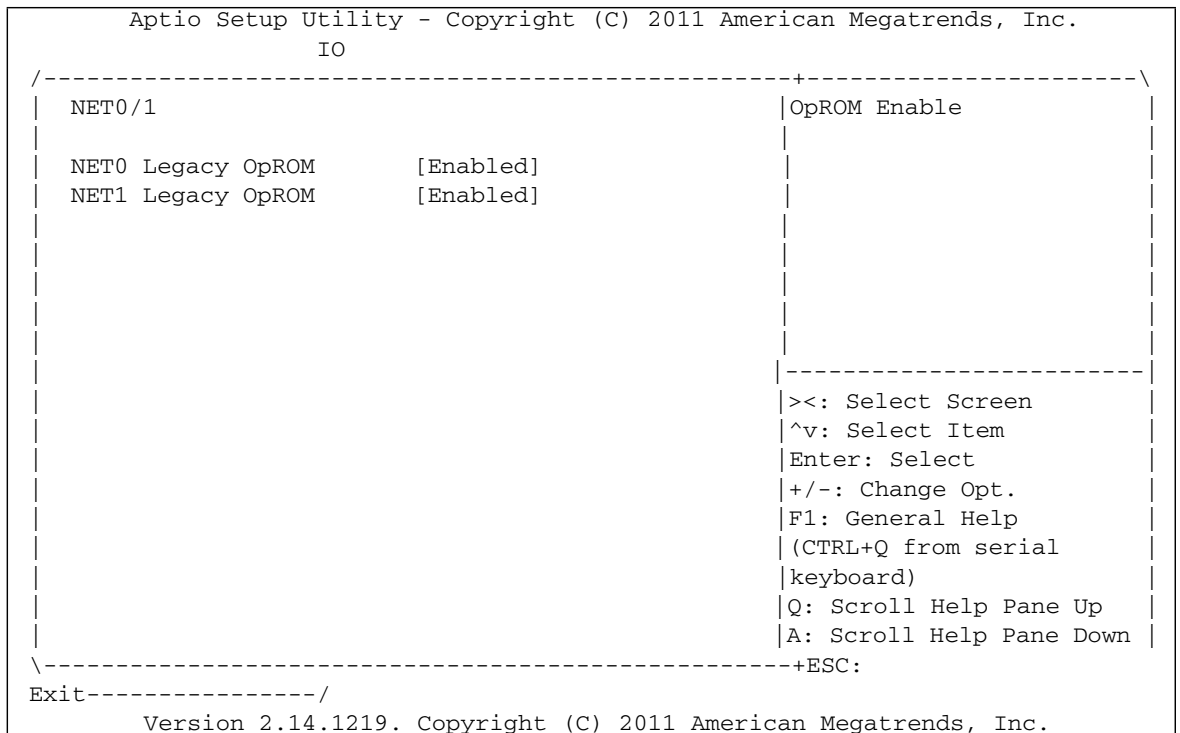 Aptio Setup Utility - Copyright (C) 2011 American Megatrends, Inc.
IO
/----------------------------------------------------+-----------------------\
| NET0/1 |OpROM Enable |
| | |
| NET0 Legacy OpROM [Enabled] | |
| NET1 Legacy OpROM [Enabled] | |
| | |
| | |
| | |
| | |
| | |
| |-------------------------|
| |><: Select Screen |
| |^v: Select Item |
| |Enter: Select |
| |+/-: Change Opt. |
| |F1: General Help |
| |(CTRL+Q from serial |
| |keyboard) |
| |Q: Scroll Help Pane Up |
| |A: Scroll Help Pane Down |
\----------------------------------------------------+ESC:
Exit----------------/
Version 2.14.1219. Copyright (C) 2011 American Megatrends, Inc.